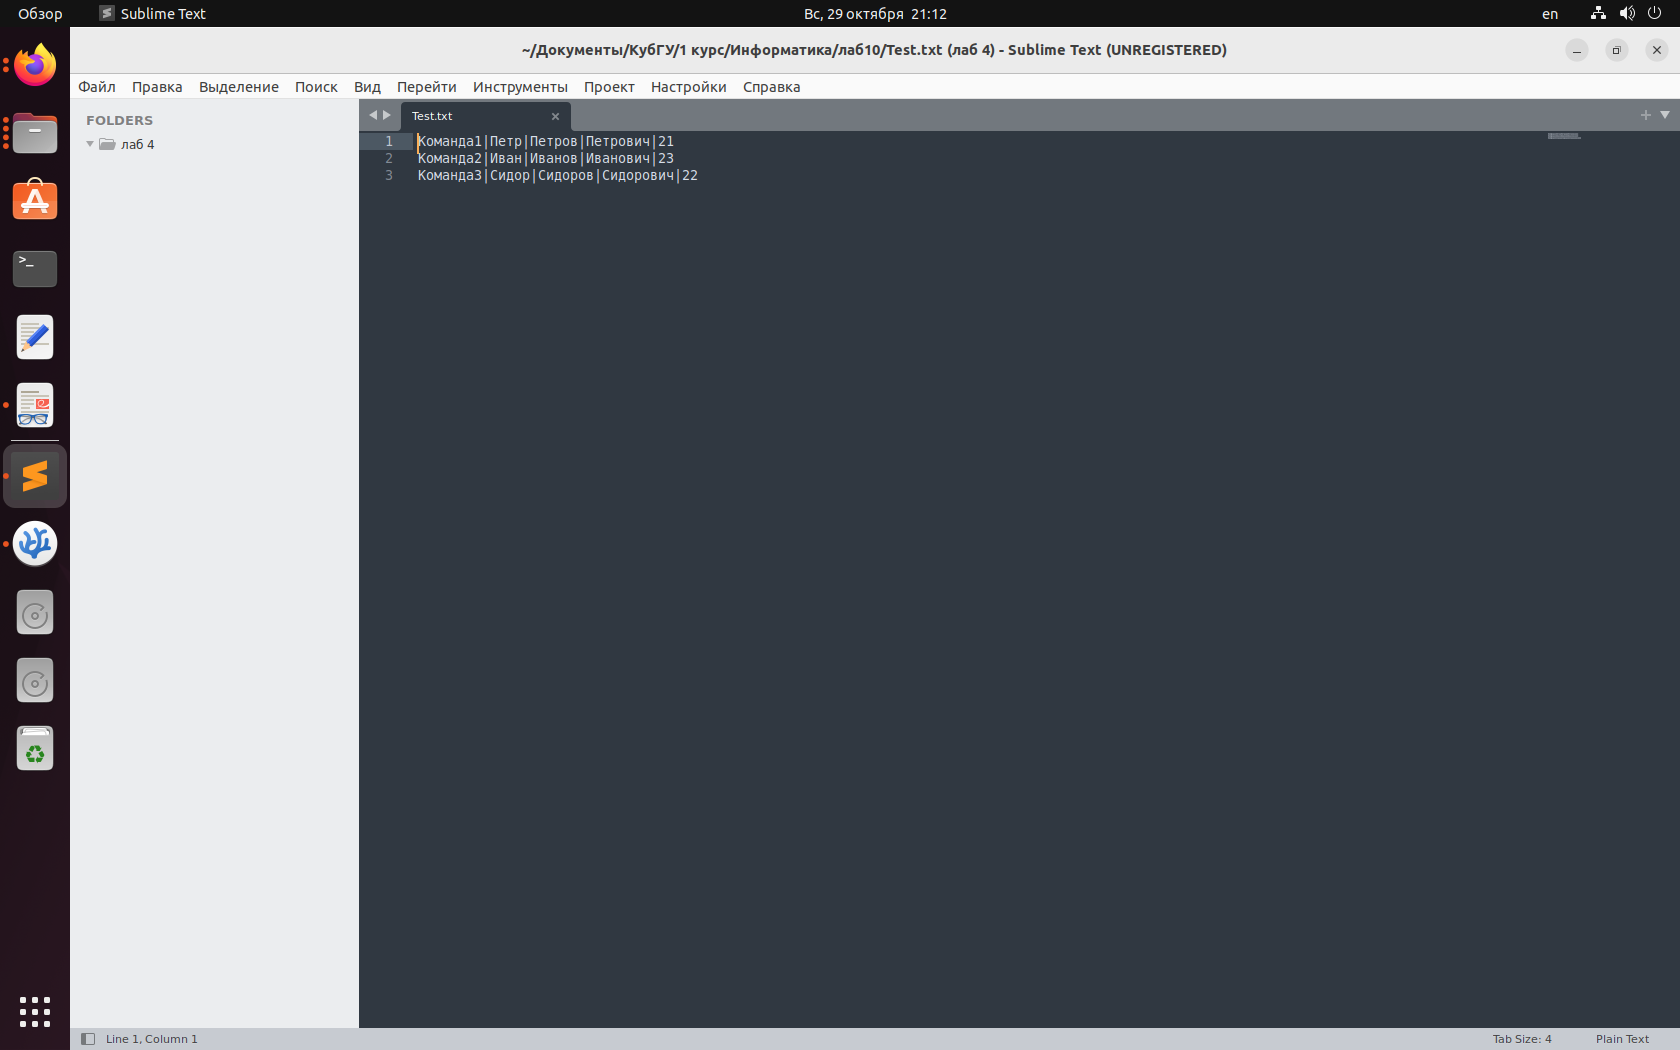 Обзор
Sublime Text
Вс, 29 октября 21:12
en
~/Документы/КубГУ/1 курс/Информатика/лаб10/Test.txt (лаб 4) - Sublime Text (UNREGISTERED)
Файл Правка Выделение Поиск Вид Перейти Инструменты Проект Настройки Справка
FOLDERS
лаб 4
Test.txt
1 Команда1|Петр|Петров|Петрович|21
2 Команда2|Иван|Иванов|Иванович|23
3 Команда3|Сидор|Сидоров|Сидорович|22
Line 1, Column 1
Tab Size: 4
Plain Text